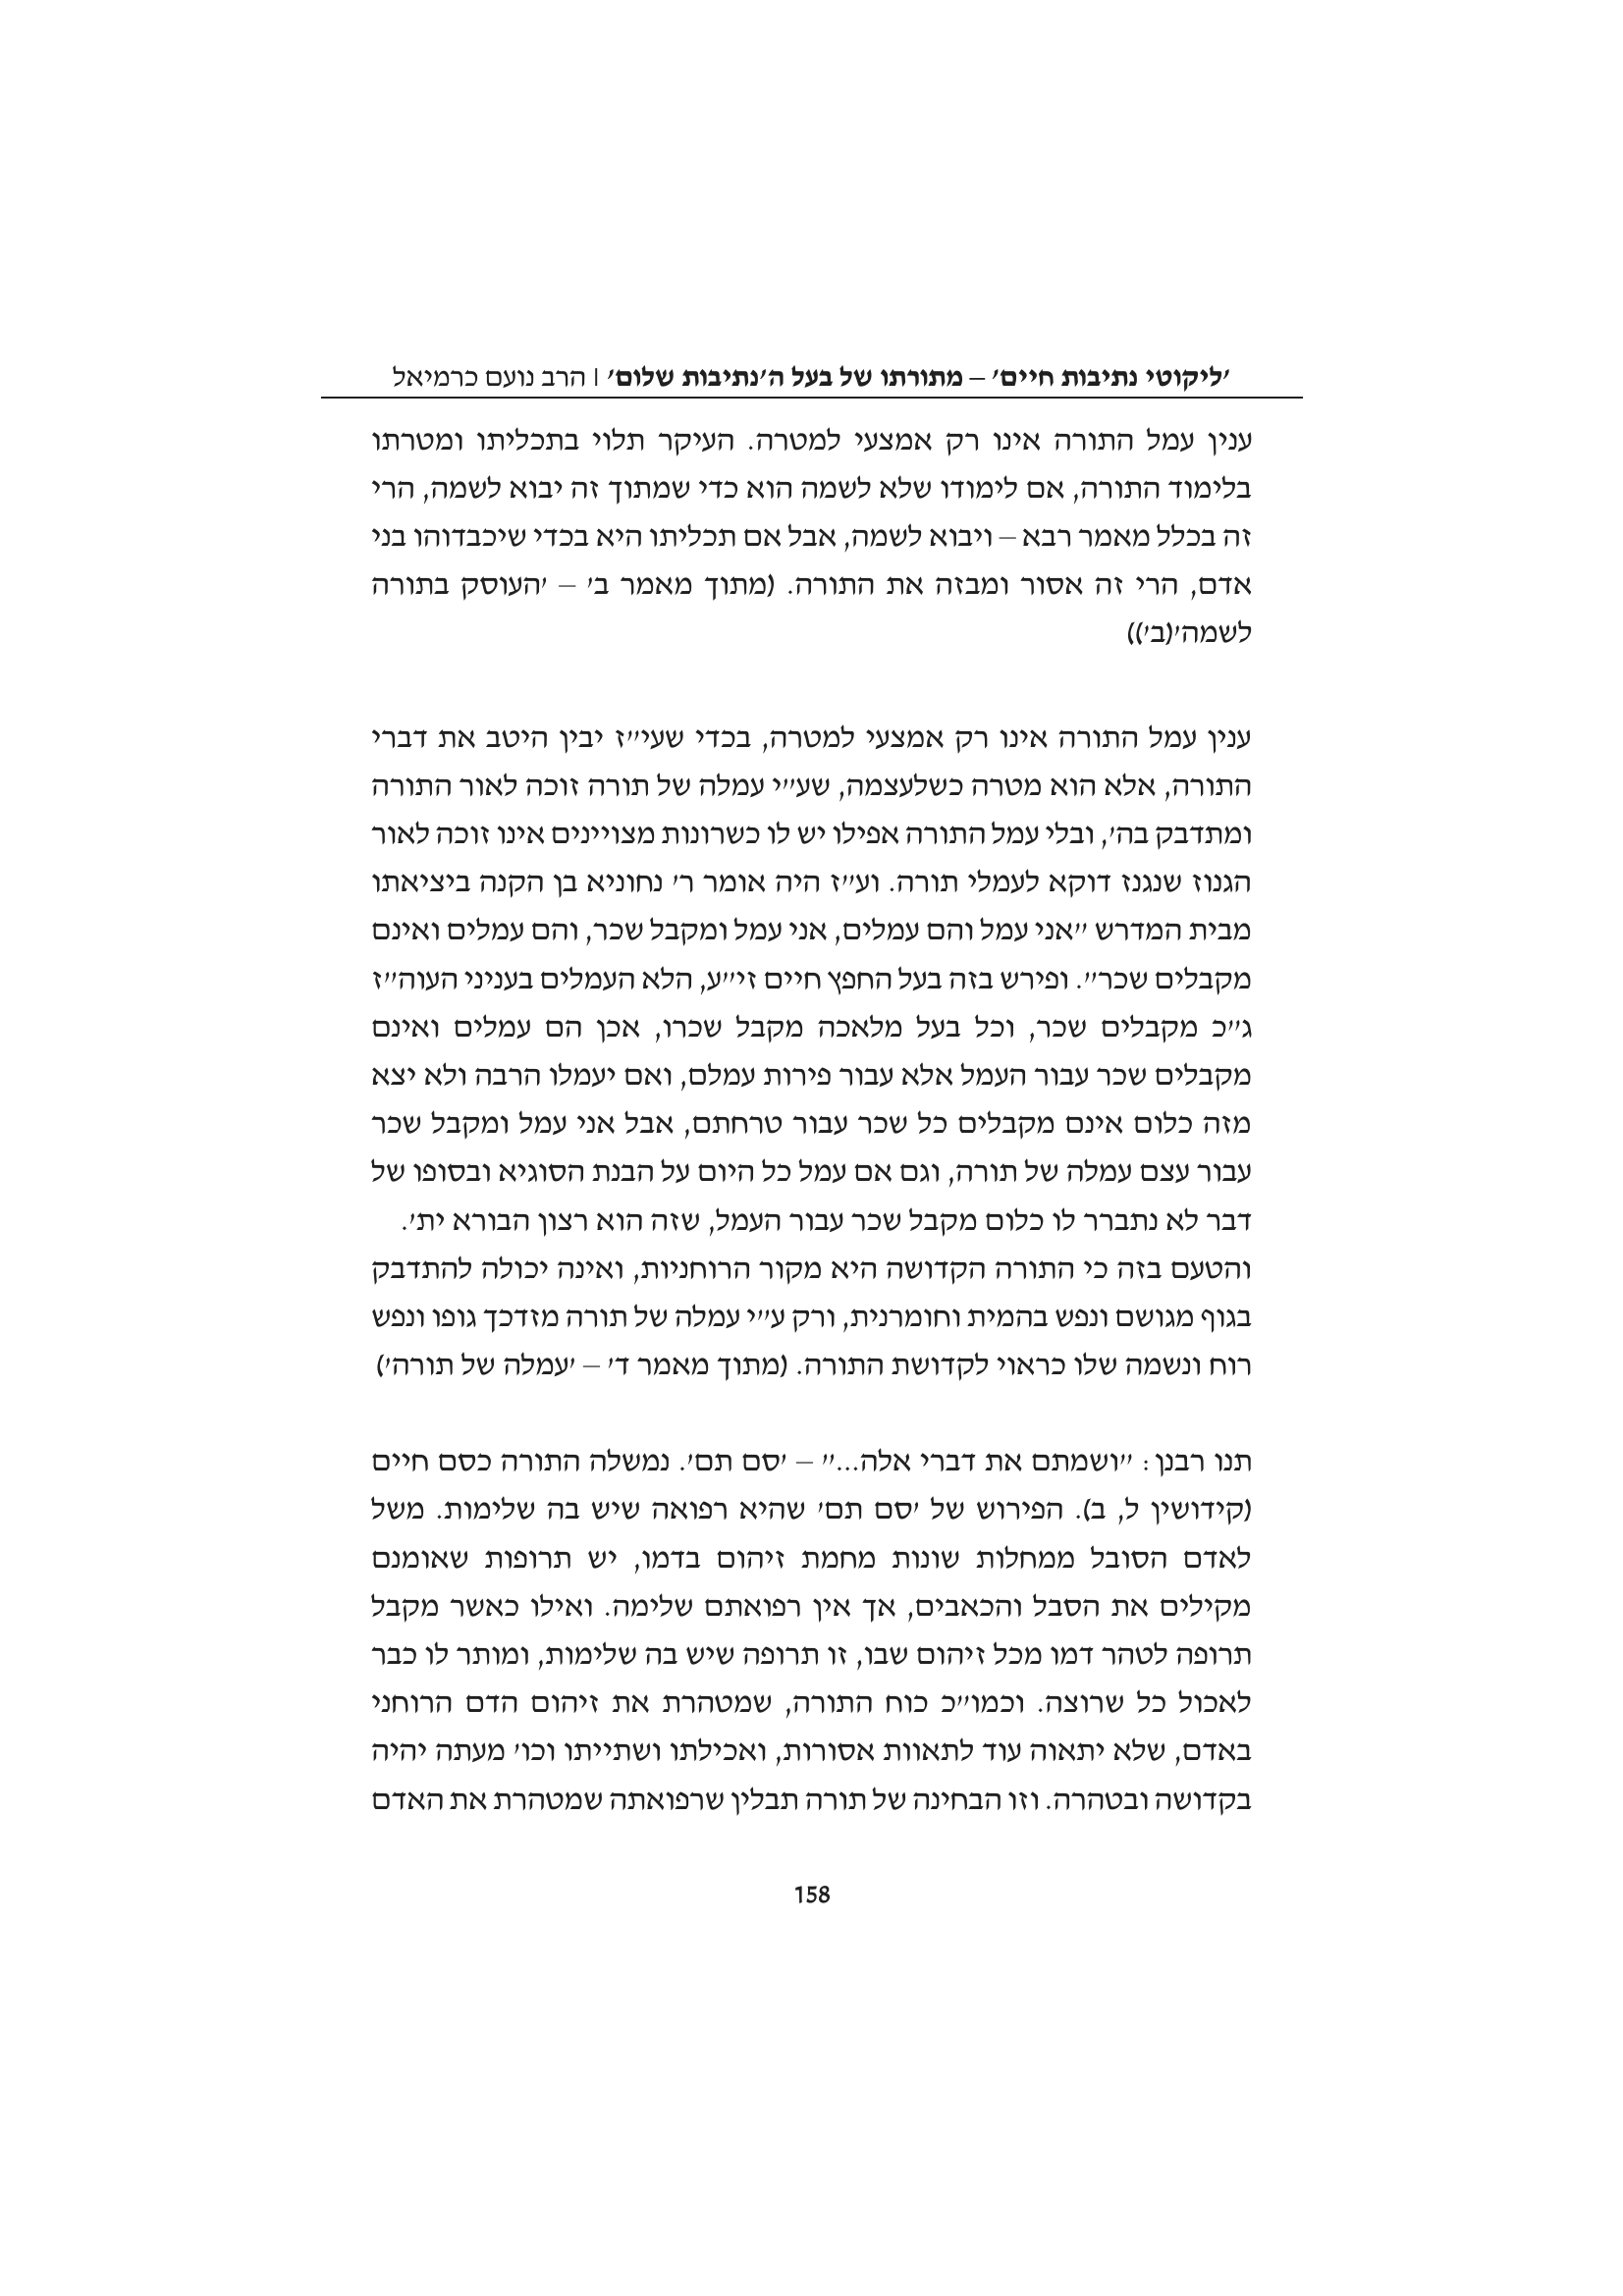 'ליקוטי נתיבות חיים' – מתורתו של בעל ה'נתיבות שלום' | הרב נועם כרמיאל
ענין עמל התורה אינו רק אמצעי למטרה. העיקר תלוי בתכליתו ומטרתו
בלימוד התורה, אם לימודו שלא לשמה הוא כדי שמתוך זה יבוא לשמה, הרי
זה בכלל מאמר רבא – ויבוא לשמה, אבל אם תכליתו היא בכדי שיכבדוהו בני
אדם, הרי זה אסור ומבזה את התורה. (מתוך מאמר ב' – 'העוסק בתורה
לשמה'(ב'))
ענין עמל התורה אינו רק אמצעי למטרה, בכדי שעי"ז יבין היטב את דברי
התורה, אלא הוא מטרה כשלעצמה, שע"י עמלה של תורה זוכה לאור התורה
ומתדבק בה', ובלי עמל התורה אפילו יש לו כשרונות מצויינים אינו זוכה לאור
הגנוז שנגנז דוקא לעמלי תורה. וע"ז היה אומר ר' נחוניא בן הקנה ביציאתו
מבית המדרש "אני עמל והם עמלים, אני עמל ומקבל שכר, והם עמלים ואינם
מקבלים שכר". ופירש בזה בעל החפץ חיים זי"ע, הלא העמלים בעניני העוה"ז
ג"כ מקבלים שכר, וכל בעל מלאכה מקבל שכרו, אכן הם עמלים ואינם
מקבלים שכר עבור העמל אלא עבור פירות עמלם, ואם יעמלו הרבה ולא יצא
מזה כלום אינם מקבלים כל שכר עבור טרחתם, אבל אני עמל ומקבל שכר
עבור עצם עמלה של תורה, וגם אם עמל כל היום על הבנת הסוגיא ובסופו של
דבר לא נתברר לו כלום מקבל שכר עבור העמל, שזה הוא רצון הבורא ית'.
והטעם בזה כי התורה הקדושה היא מקור הרוחניות, ואינה יכולה להתדבק
בגוף מגושם ונפש בהמית וחומרנית, ורק ע"י עמלה של תורה מזדכך גופו ונפש
רוח ונשמה שלו כראוי לקדושת התורה. (מתוך מאמר ד' – 'עמלה של תורה')
תנו רבנן: "ושמתם את דברי אלה..." – 'סם תם'. נמשלה התורה כסם חיים
(קידושין ל, ב). הפירוש של 'סם תם' שהיא רפואה שיש בה שלימות. משל
לאדם הסובל ממחלות שונות מחמת זיהום בדמו, יש תרופות שאומנם
מקילים את הסבל והכאבים, אך אין רפואתם שלימה. ואילו כאשר מקבל
תרופה לטהר דמו מכל זיהום שבו, זו תרופה שיש בה שלימות, ומותר לו כבר
לאכול כל שרוצה. וכמו"כ כוח התורה, שמטהרת את זיהום הדם הרוחני
באדם, שלא יתאוה עוד לתאוות אסורות, ואכילתו ושתייתו וכו' מעתה יהיה
בקדושה ובטהרה. וזו הבחינה של תורה תבלין שרפואתה שמטהרת את האדם
158